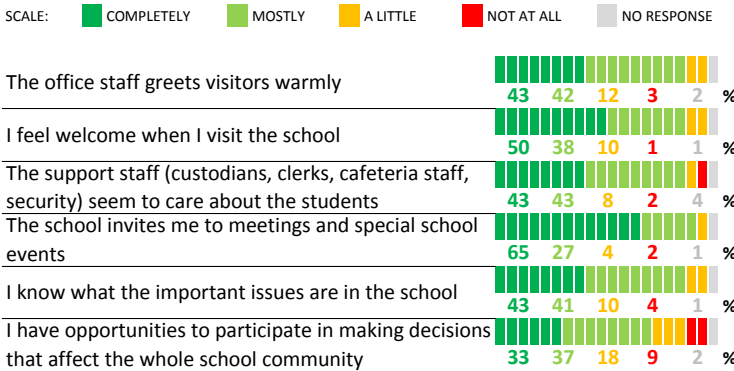 SCALE: COMPLETELY MOSTLY A LITTLE NOT AT ALL NO RESPONSE
The office staff greets visitors warmly
43 42 12 3 2 %
I feel welcome when I visit the school
50 38 10 1 1 %
The support staff (custodians, clerks, cafeteria staff,
security) seem to care about the students
43 43 8 2 4 %
The school invites me to meetings and special school
events
65 27 4 2 1 %
I know what the important issues are in the school
43 41 10 4 1 %
I have opportunities to participate in making decisions
that affect the whole school community
33 37 18 9 2 %